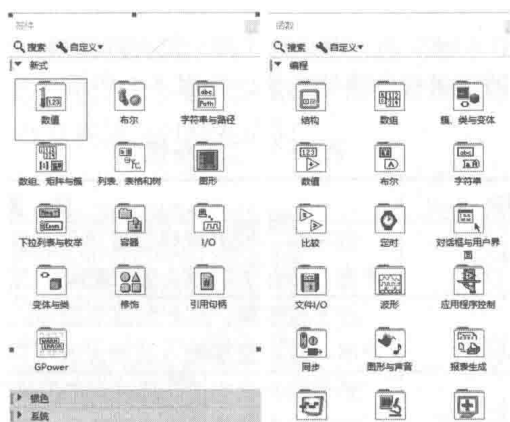 控件
搜索 自定义▾
新式
数值
布尔
字符串与路径
数组、矩阵与簇
列表、表格和树
图形
下拉列表与枚举
容器
I/O
变体与类
修饰
引用句柄
GPower
银色
系统
函数
搜索 自定义▾
编程
结构
数组
簇、类与变体
数值
布尔
字符串
比较
定时
对话框与用户界
面
文件I/O
波形
应用程序控制
同步
图形与声音
报表生成